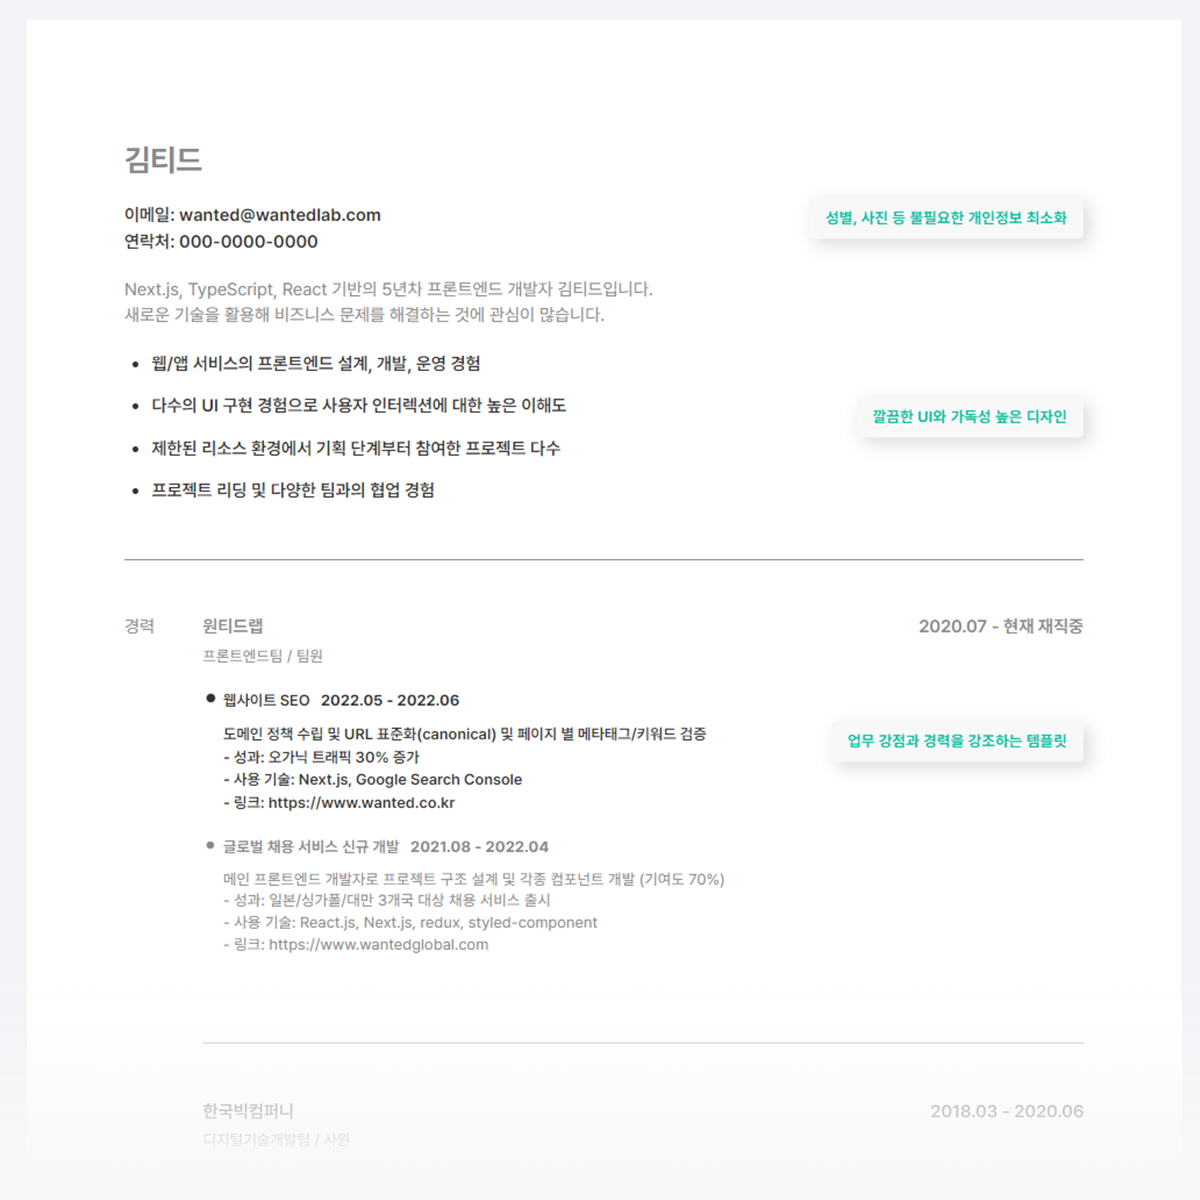 김티드
이메일: wanted@wantedlab.com
성별, 사진 등 불필요한 개인정보 최소화
연락처: 000-0000-0000
Next.js, TypeScript, React 기반의 5년차 프론트엔드 개발자 김티드입니다.
새로운 기술을 활용해 비즈니스 문제를 해결하는 것에 관심이 많습니다.
• 웹/앱 서비스의 프론트엔드 설계, 개발, 운영 경험
• 다수의 UI 구현 경험으로 사용자 인터렉션에 대한 높은 이해도
깔끔한 UI와 가독성 높은 디자인
• 제한된 리소스 환경에서 기획 단계부터 참여한 프로젝트 다수
• 프로젝트 리딩 및 다양한 팀과의 협업 경험
경력 원티드랩 2020.07 - 현재 재직중
프론트엔드팀 / 팀원
• 웹사이트 SEO 2022.05 - 2022.06
도메인 정책 수립 및 URL 표준화(canonical) 및 페이지 별 메타태그/키워드 검증
업무 강점과 경력을 강조하는 템플릿
- 성과: 오가닉 트래픽 30% 증가
- 사용 기술: Next.js, Google Search Console
- 링크: https://www.wanted.co.kr
• 글로벌 채용 서비스 신규 개발 2021.08 - 2022.04
메인 프론트엔드 개발자로 프로젝트 구조 설계 및 각종 컴포넌트 개발 (기여도 70%)
- 성과: 일본/싱가폴/대만 3개국 대상 채용 서비스 출시
- 사용 기술: React.js, Next.js, redux, styled-component
- 링크: https://www.wantedglobal.com
한국빅컴퍼니 2018.03 - 2020.06
디지털기술개발팀 / 사원